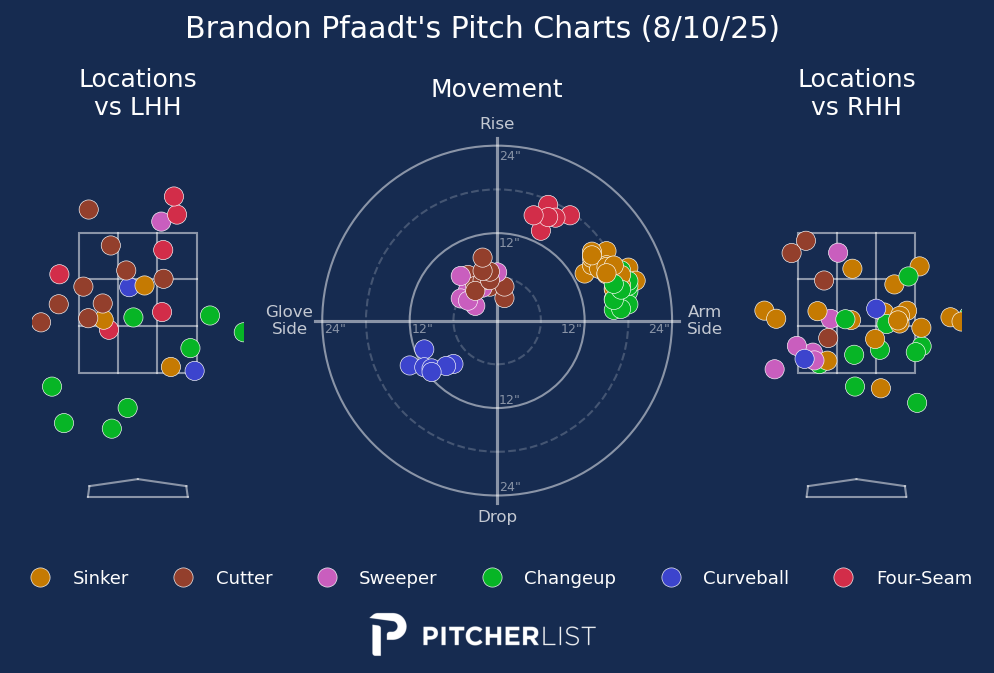 Brandon Pfaadt's Pitch Charts (8/10/25)
Locations
vs LHH
Movement
Locations
vs RHH
Rise
24"
12"
Glove
Side
24"
12"
12"
24"
Arm
Side
12"
24"
Drop
Sinker
Cutter
Sweeper
Changeup
Curveball
Four-Seam
PITCHERLIST